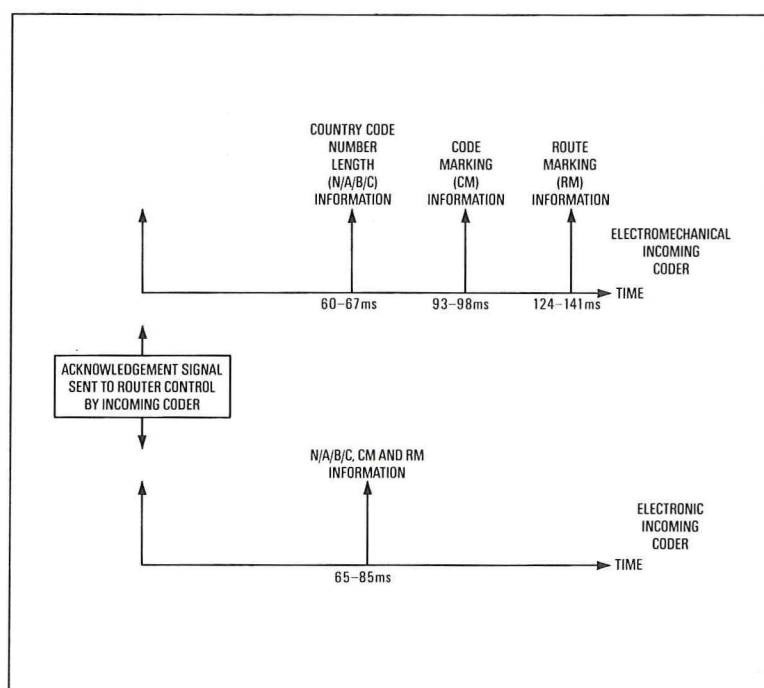 COUNTRY CODE
NUMBER
LENGTH
(N/A/B/C)
INFORMATION
CODE
MARKING
(CM)
INFORMATION
ROUTE
MARKING
(RM)
INFORMATION
ELECTROMECHANICAL
INCOMING
CODER
TIME
60–67ms
93–98ms
124–141ms
ACKNOWLEDGEMENT SIGNAL
SENT TO ROUTER CONTROL
BY INCOMING CODER
N/A/B/C, CM AND RM
INFORMATION
ELECTRONIC
INCOMING
CODER
TIME
65–85ms